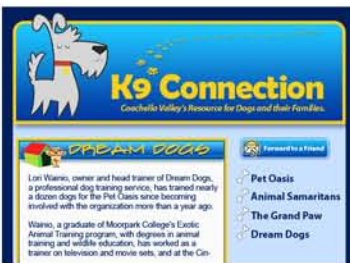 K9 Connection
Coachella Valley's Resource for Dogs and their Families.
DREAM DOGS
Forward to a Friend
Lori Wainio, owner and head trainer of Dream Dogs,
a professional dog training service, has trained nearly
a dozen dogs for the Pet Oasis since becoming
involved with the organization more than a year ago.
Wainio, a graduate of Moorpark College's Exotic
Animal Training program, with degrees in animal
training and wildlife education, has worked as a
trainer on television and movie sets, and at the Cin-
Pet Oasis
Animal Samaritans
The Grand Paw
Dream Dogs